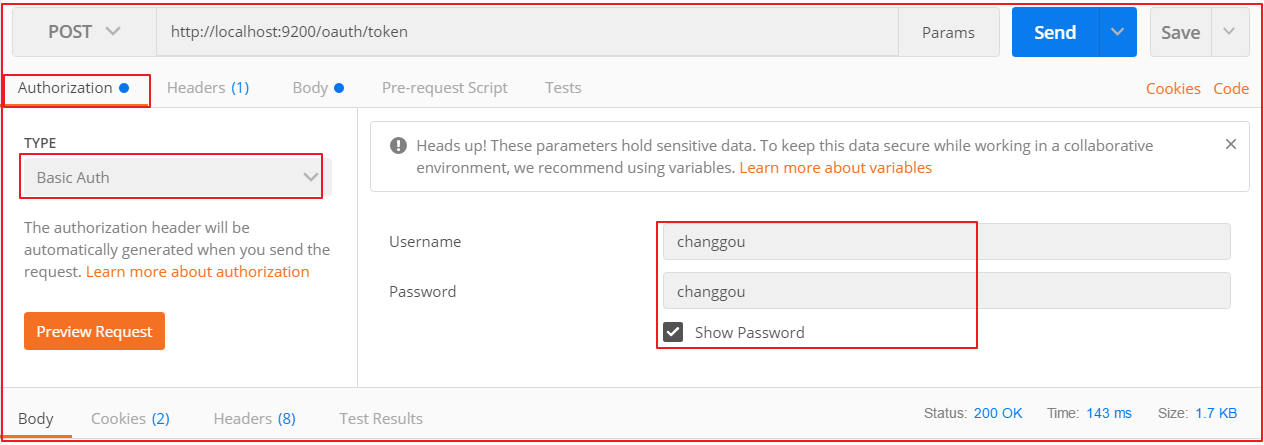 POST http://localhost:9200/oauth/token Params Send Save
Authorization Headers (1) Body Pre-request Script Tests Cookies Code
TYPE
Basic Auth
The authorization header will be
automatically generated when you send the
request. Learn more about authorization
Preview Request
Heads up! These parameters hold sensitive data. To keep this data secure while working in a collaborative
environment, we recommend using variables. Learn more about variables
Username changgou
Password changgou
Show Password
Body Cookies (2) Headers (8) Test Results Status: 200 OK Time: 143 ms Size: 1.7 KB